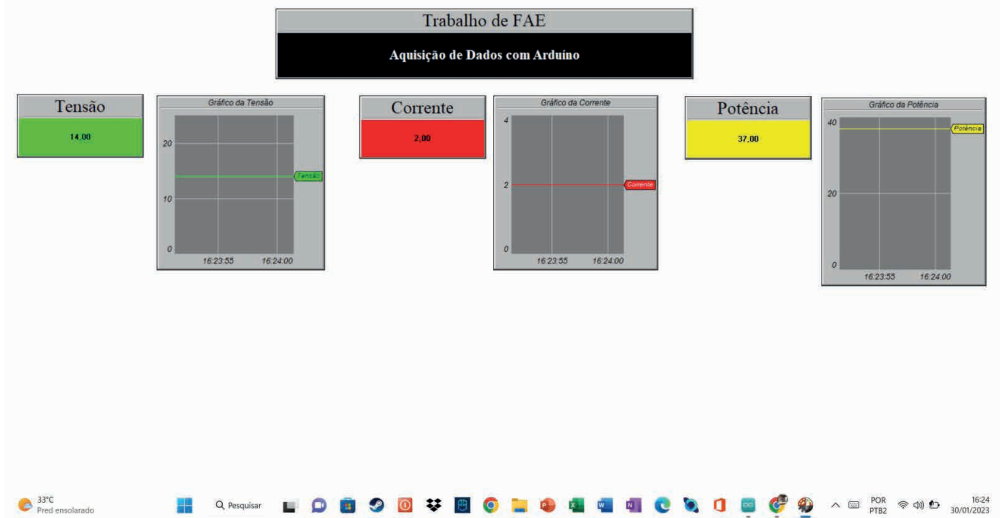 Trabalho de FAE
Aquisição de Dados com Arduíno
Tensão
14,00
Gráfico da Tensão
20
10
0
Tensão
16:23:55 16:24:00
Corrente
2,00
Gráfico da Corrente
4
2
0
Corrente
16:23:55 16:24:00
Potência
37,00
Gráfico da Potência
40
20
0
Potência
16:23:55 16:24:00
33°C
Pred ensolarado
Pesquisar
POR
PTB2
16:24
30/01/2023